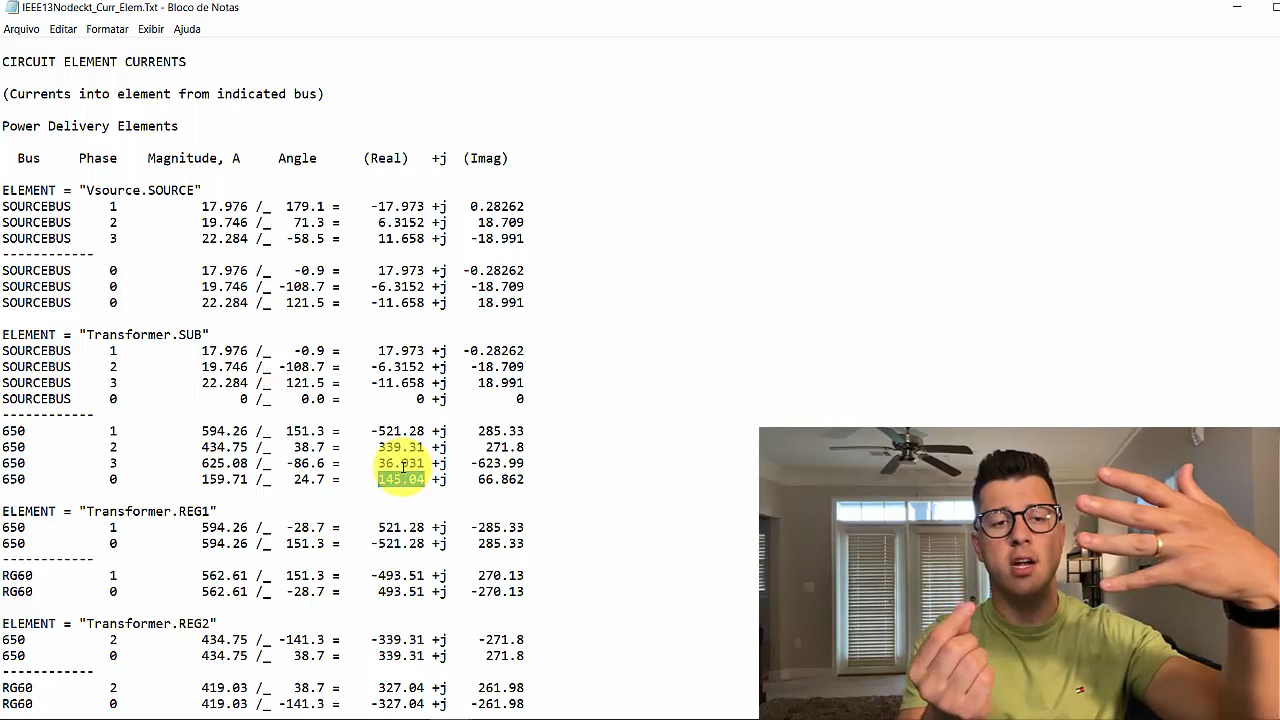 IEEE13Nodeckt_Curr_Elem.Txt - Bloco de Notas
Arquivo Editar Formatar Exibir Ajuda
CIRCUIT ELEMENT CURRENTS
(Currents into element from indicated bus)
Power Delivery Elements
Bus Phase Magnitude, A Angle (Real) +j (Imag)
ELEMENT = "Vsource.SOURCE"
SOURCEBUS 1 17.976 /_ 179.1 = -17.973 +j 0.28262
SOURCEBUS 2 19.746 /_ 71.3 = 6.3152 +j 18.709
SOURCEBUS 3 22.284 /_ -58.5 = 11.658 +j -18.991
------------
SOURCEBUS 0 17.976 /_ -0.9 = 17.973 +j -0.28262
SOURCEBUS 0 19.746 /_ -108.7 = -6.3152 +j -18.709
SOURCEBUS 0 22.284 /_ 121.5 = -11.658 +j 18.991
ELEMENT = "Transformer.SUB"
SOURCEBUS 1 17.976 /_ -0.9 = 17.973 +j -0.28262
SOURCEBUS 2 19.746 /_ -108.7 = -6.3152 +j -18.709
SOURCEBUS 3 22.284 /_ 121.5 = -11.658 +j 18.991
SOURCEBUS 0 0 /_ 0.0 = 0 +j 0
------------
650 1 594.26 /_ 151.3 = -521.28 +j 285.33
650 2 434.75 /_ 38.7 = 339.31 +j 271.8
650 3 625.08 /_ -86.6 = 36.931 +j -623.99
650 0 159.71 /_ 24.7 = 145.04 +j 66.862
ELEMENT = "Transformer.REG1"
650 1 594.26 /_ -28.7 = 521.28 +j -285.33
650 0 594.26 /_ 151.3 = -521.28 +j 285.33
------------
RG60 1 562.61 /_ 151.3 = -493.51 +j 270.13
RG60 0 562.61 /_ -28.7 = 493.51 +j -270.13
ELEMENT = "Transformer.REG2"
650 2 434.75 /_ -141.3 = -339.31 +j -271.8
650 0 434.75 /_ 38.7 = 339.31 +j 271.8
------------
RG60 2 419.03 /_ 38.7 = 327.04 +j 261.98
RG60 0 419.03 /_ -141.3 = -327.04 +j -261.98